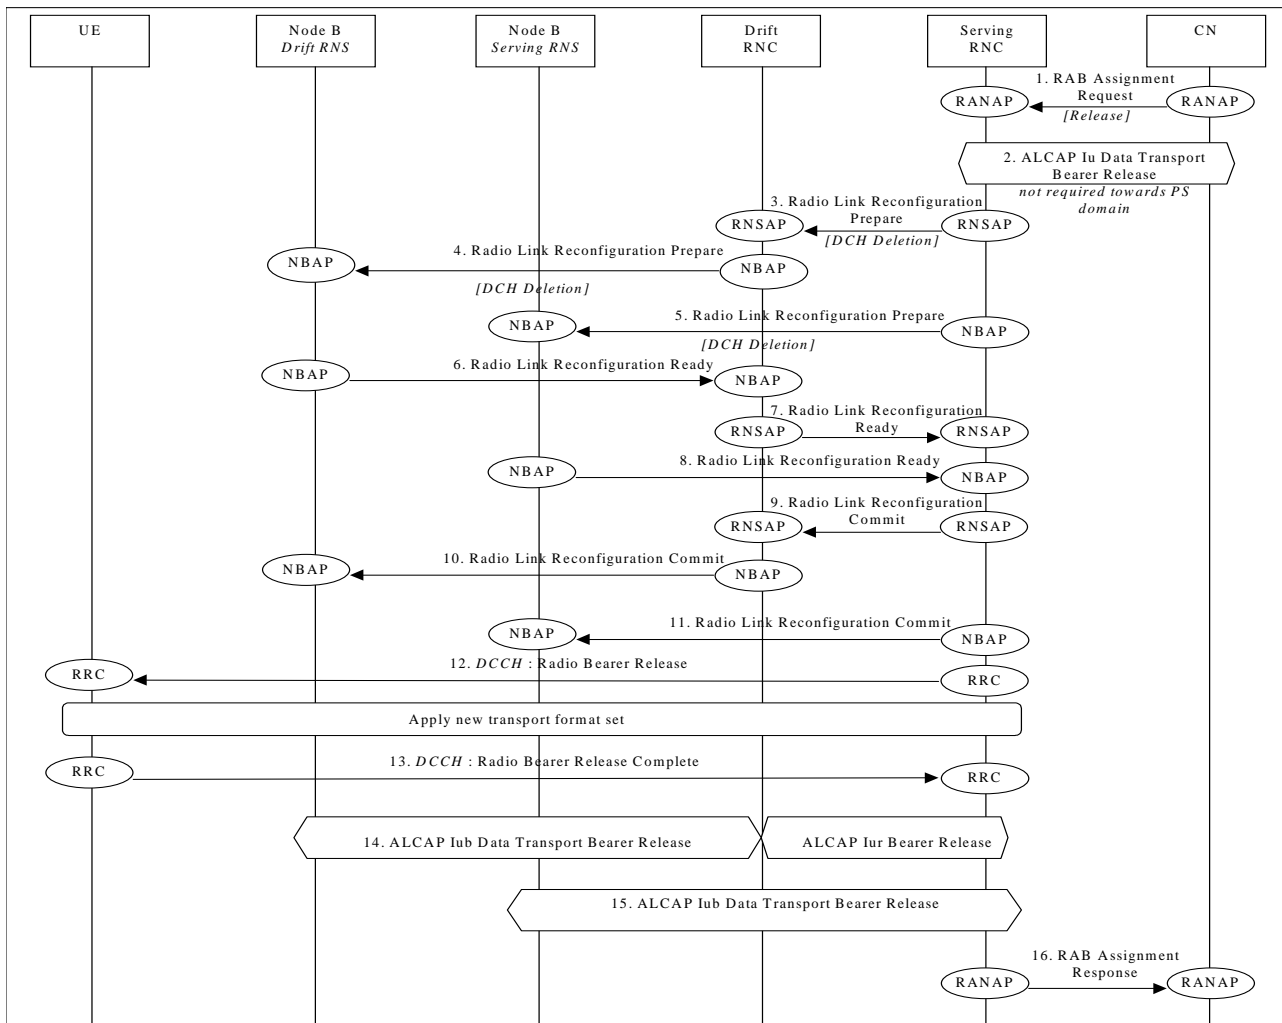 UE
Node B
Drift RNS
Node B
Serving RNS
Drift
RNC
Serving
RNC
CN
1. RAB Assignment
Request
RANAP
RANAP
[Release]
2. ALCAP Iu Data Transport
Bearer Release
not required towards PS
domain
3. Radio Link Reconfiguration
Prepare
RNSAP
RNSAP
[DCH Deletion]
4. Radio Link Reconfiguration Prepare
NBAP
NBAP
[DCH Deletion]
5. Radio Link Reconfiguration Prepare
NBAP
NBAP
[DCH Deletion]
6. Radio Link Reconfiguration Ready
NBAP
NBAP
7. Radio Link Reconfiguration
Ready
RNSAP
RNSAP
8. Radio Link Reconfiguration Ready
NBAP
NBAP
9. Radio Link Reconfiguration
Commit
RNSAP
RNSAP
10. Radio Link Reconfiguration Commit
NBAP
NBAP
11. Radio Link Reconfiguration Commit
NBAP
NBAP
12. DCCH : Radio Bearer Release
RRC
RRC
Apply new transport format set
13. DCCH : Radio Bearer Release Complete
RRC
RRC
14. ALCAP Iub Data Transport Bearer Release
ALCAP Iur Bearer Release
15. ALCAP Iub Data Transport Bearer Release
16. RAB Assignment
Response
RANAP
RANAP